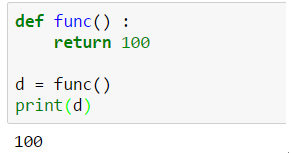 def func() :
    return 100
d = func()
print(d)
100